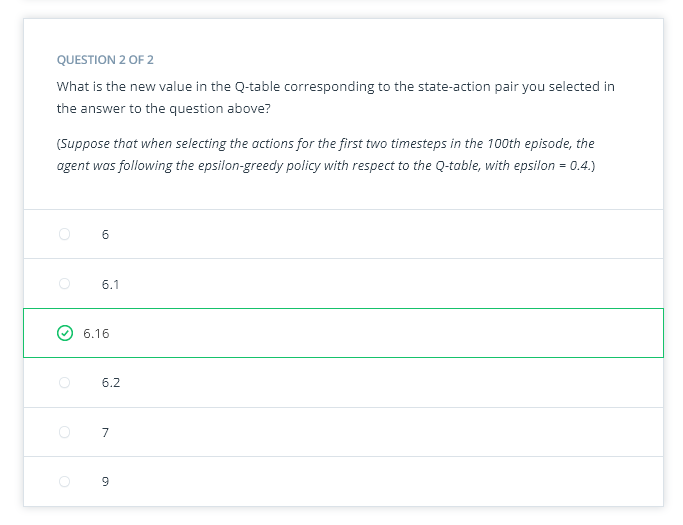 QUESTION 2 OF 2
What is the new value in the Q-table corresponding to the state-action pair you selected in
the answer to the question above?
(Suppose that when selecting the actions for the first two timesteps in the 100th episode, the
agent was following the epsilon-greedy policy with respect to the Q-table, with epsilon = 0.4.)
6
6.1
6.16
6.2
7
9